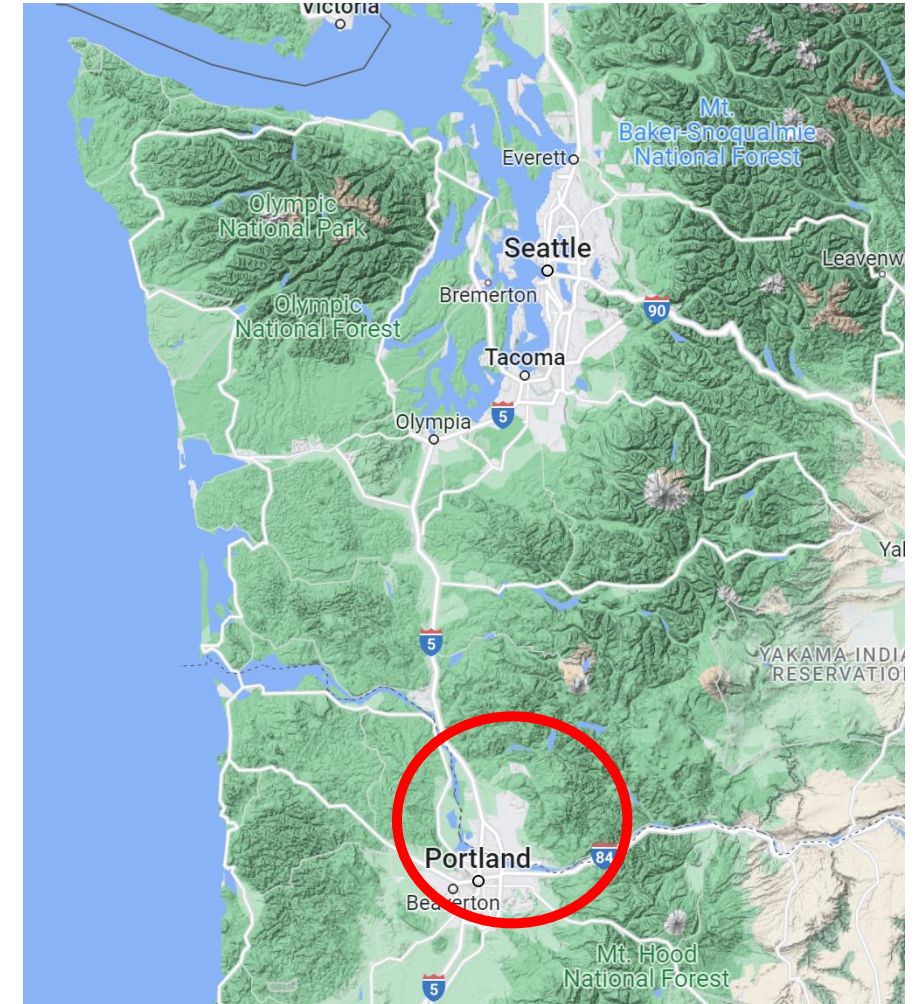 Victoria
Mt.
Baker-Snoqualmie
National Forest
Everett
Olympic
National Park
Seattle
Leavenw
Bremerton
90
Olympic
National Forest
Tacoma
5
Olympia
Yal
5
YAKAMA INDIA
RESERVATIO
Portland
84
Beaverton
Mt. Hood
National Forest
5